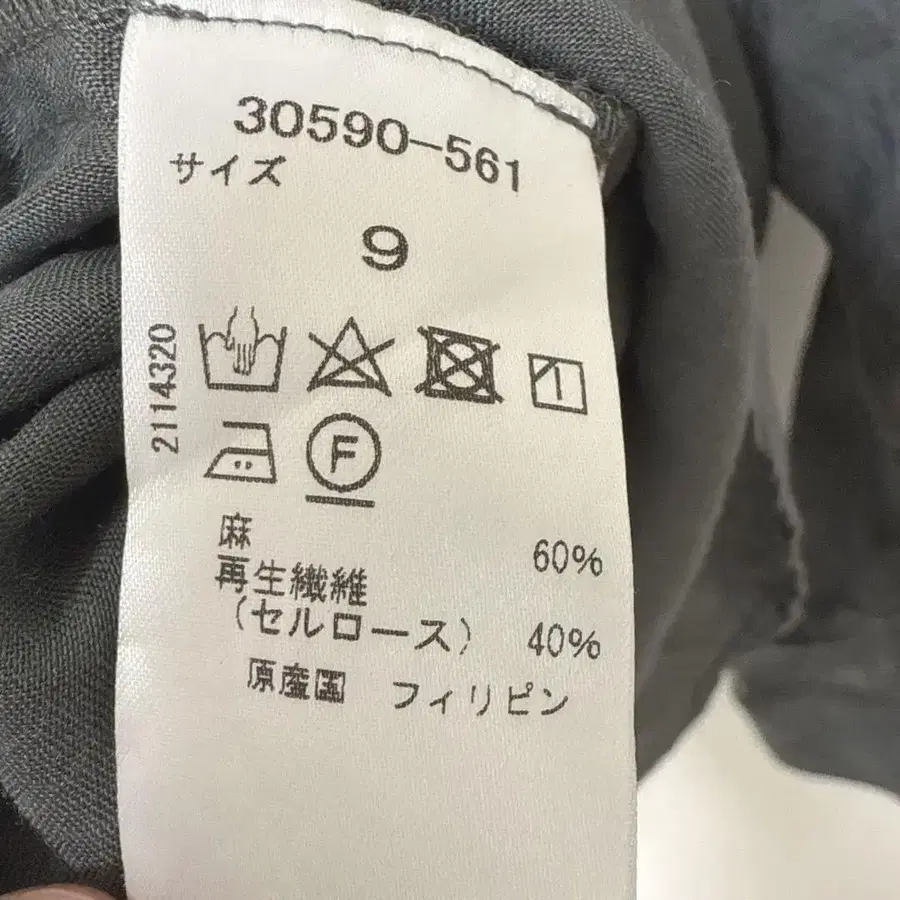 30590-561
サイズ
9
2114320
F
麻 60%
再生繊維
(セルロース) 40%
原産国 フィリピン